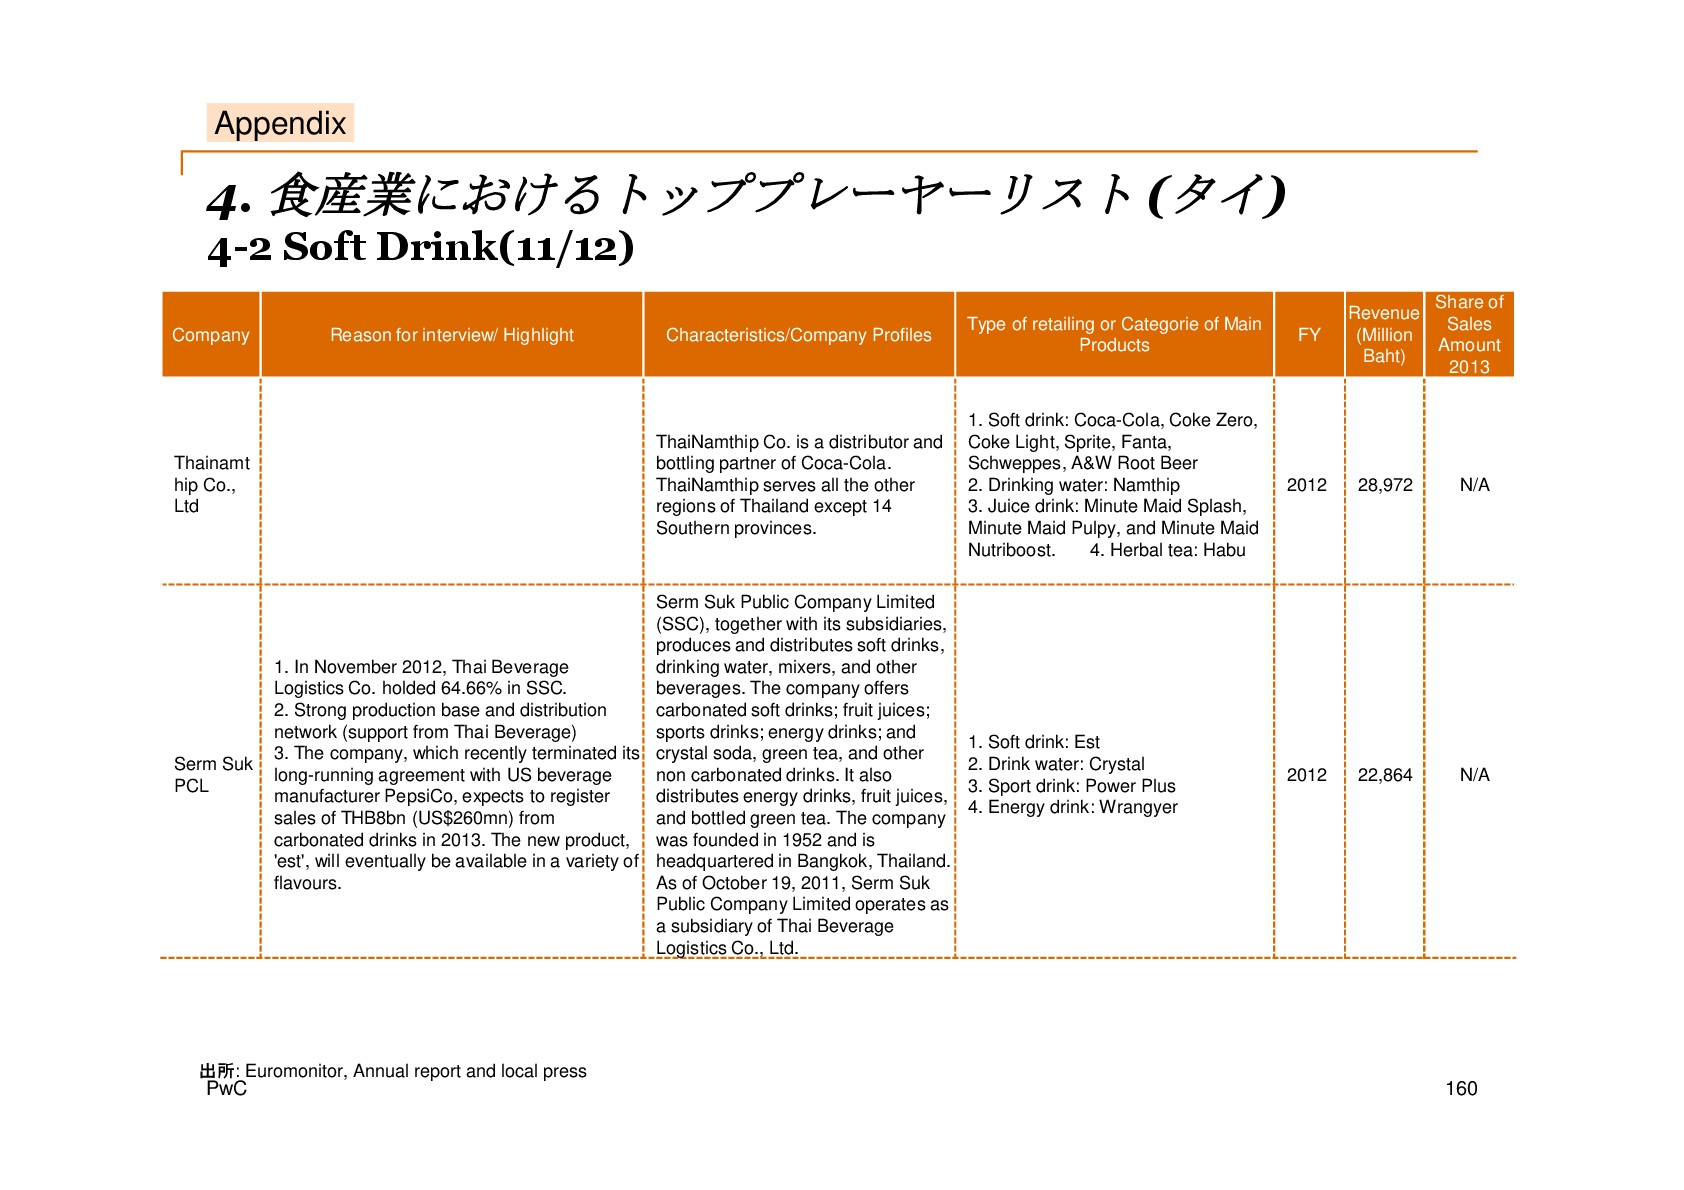 Appendix
4. 食産業におけるトッププレーヤーリスト(タイ)
4-2 Soft Drink(11/12)
Company
Reason for interview/ Highlight
Characteristics/Company Profiles
Type of retailing or Categorie of Main
Products
FY
Revenue
(Million
Baht)
Share of
Sales
Amount
2013
Thainamt
hip Co.,
Ltd
ThaiNamthip Co. is a distributor and
bottling partner of Coca-Cola.
ThaiNamthip serves all the other
regions of Thailand except 14
Southern provinces.
1. Soft drink: Coca-Cola, Coke Zero,
Coke Light, Sprite, Fanta,
Schweppes, A&W Root Beer
2. Drinking water: Namthip
3. Juice drink: Minute Maid Splash,
Minute Maid Pulpy, and Minute Maid
Nutriboost. 4. Herbal tea: Habu
2012
28,972
N/A
Serm Suk
PCL
1. In November 2012, Thai Beverage
Logistics Co. holded 64.66% in SSC.
2. Strong production base and distribution
network (support from Thai Beverage)
3. The company, which recently terminated its
long-running agreement with US beverage
manufacturer PepsiCo, expects to register
sales of THB8bn (US$260mn) from
carbonated drinks in 2013. The new product,
'est', will eventually be available in a variety of
flavours.
Serm Suk Public Company Limited
(SSC), together with its subsidiaries,
produces and distributes soft drinks,
drinking water, mixers, and other
beverages. The company offers
carbonated soft drinks; fruit juices;
sports drinks; energy drinks; and
crystal soda, green tea, and other
non carbonated drinks. It also
distributes energy drinks, fruit juices,
and bottled green tea. The company
was founded in 1952 and is
headquartered in Bangkok, Thailand.
As of October 19, 2011, Serm Suk
Public Company Limited operates as
a subsidiary of Thai Beverage
Logistics Co., Ltd.
1. Soft drink: Est
2. Drink water: Crystal
3. Sport drink: Power Plus
4. Energy drink: Wrangyer
2012
22,864
N/A
出所: Euromonitor, Annual report and local press
PwC
160